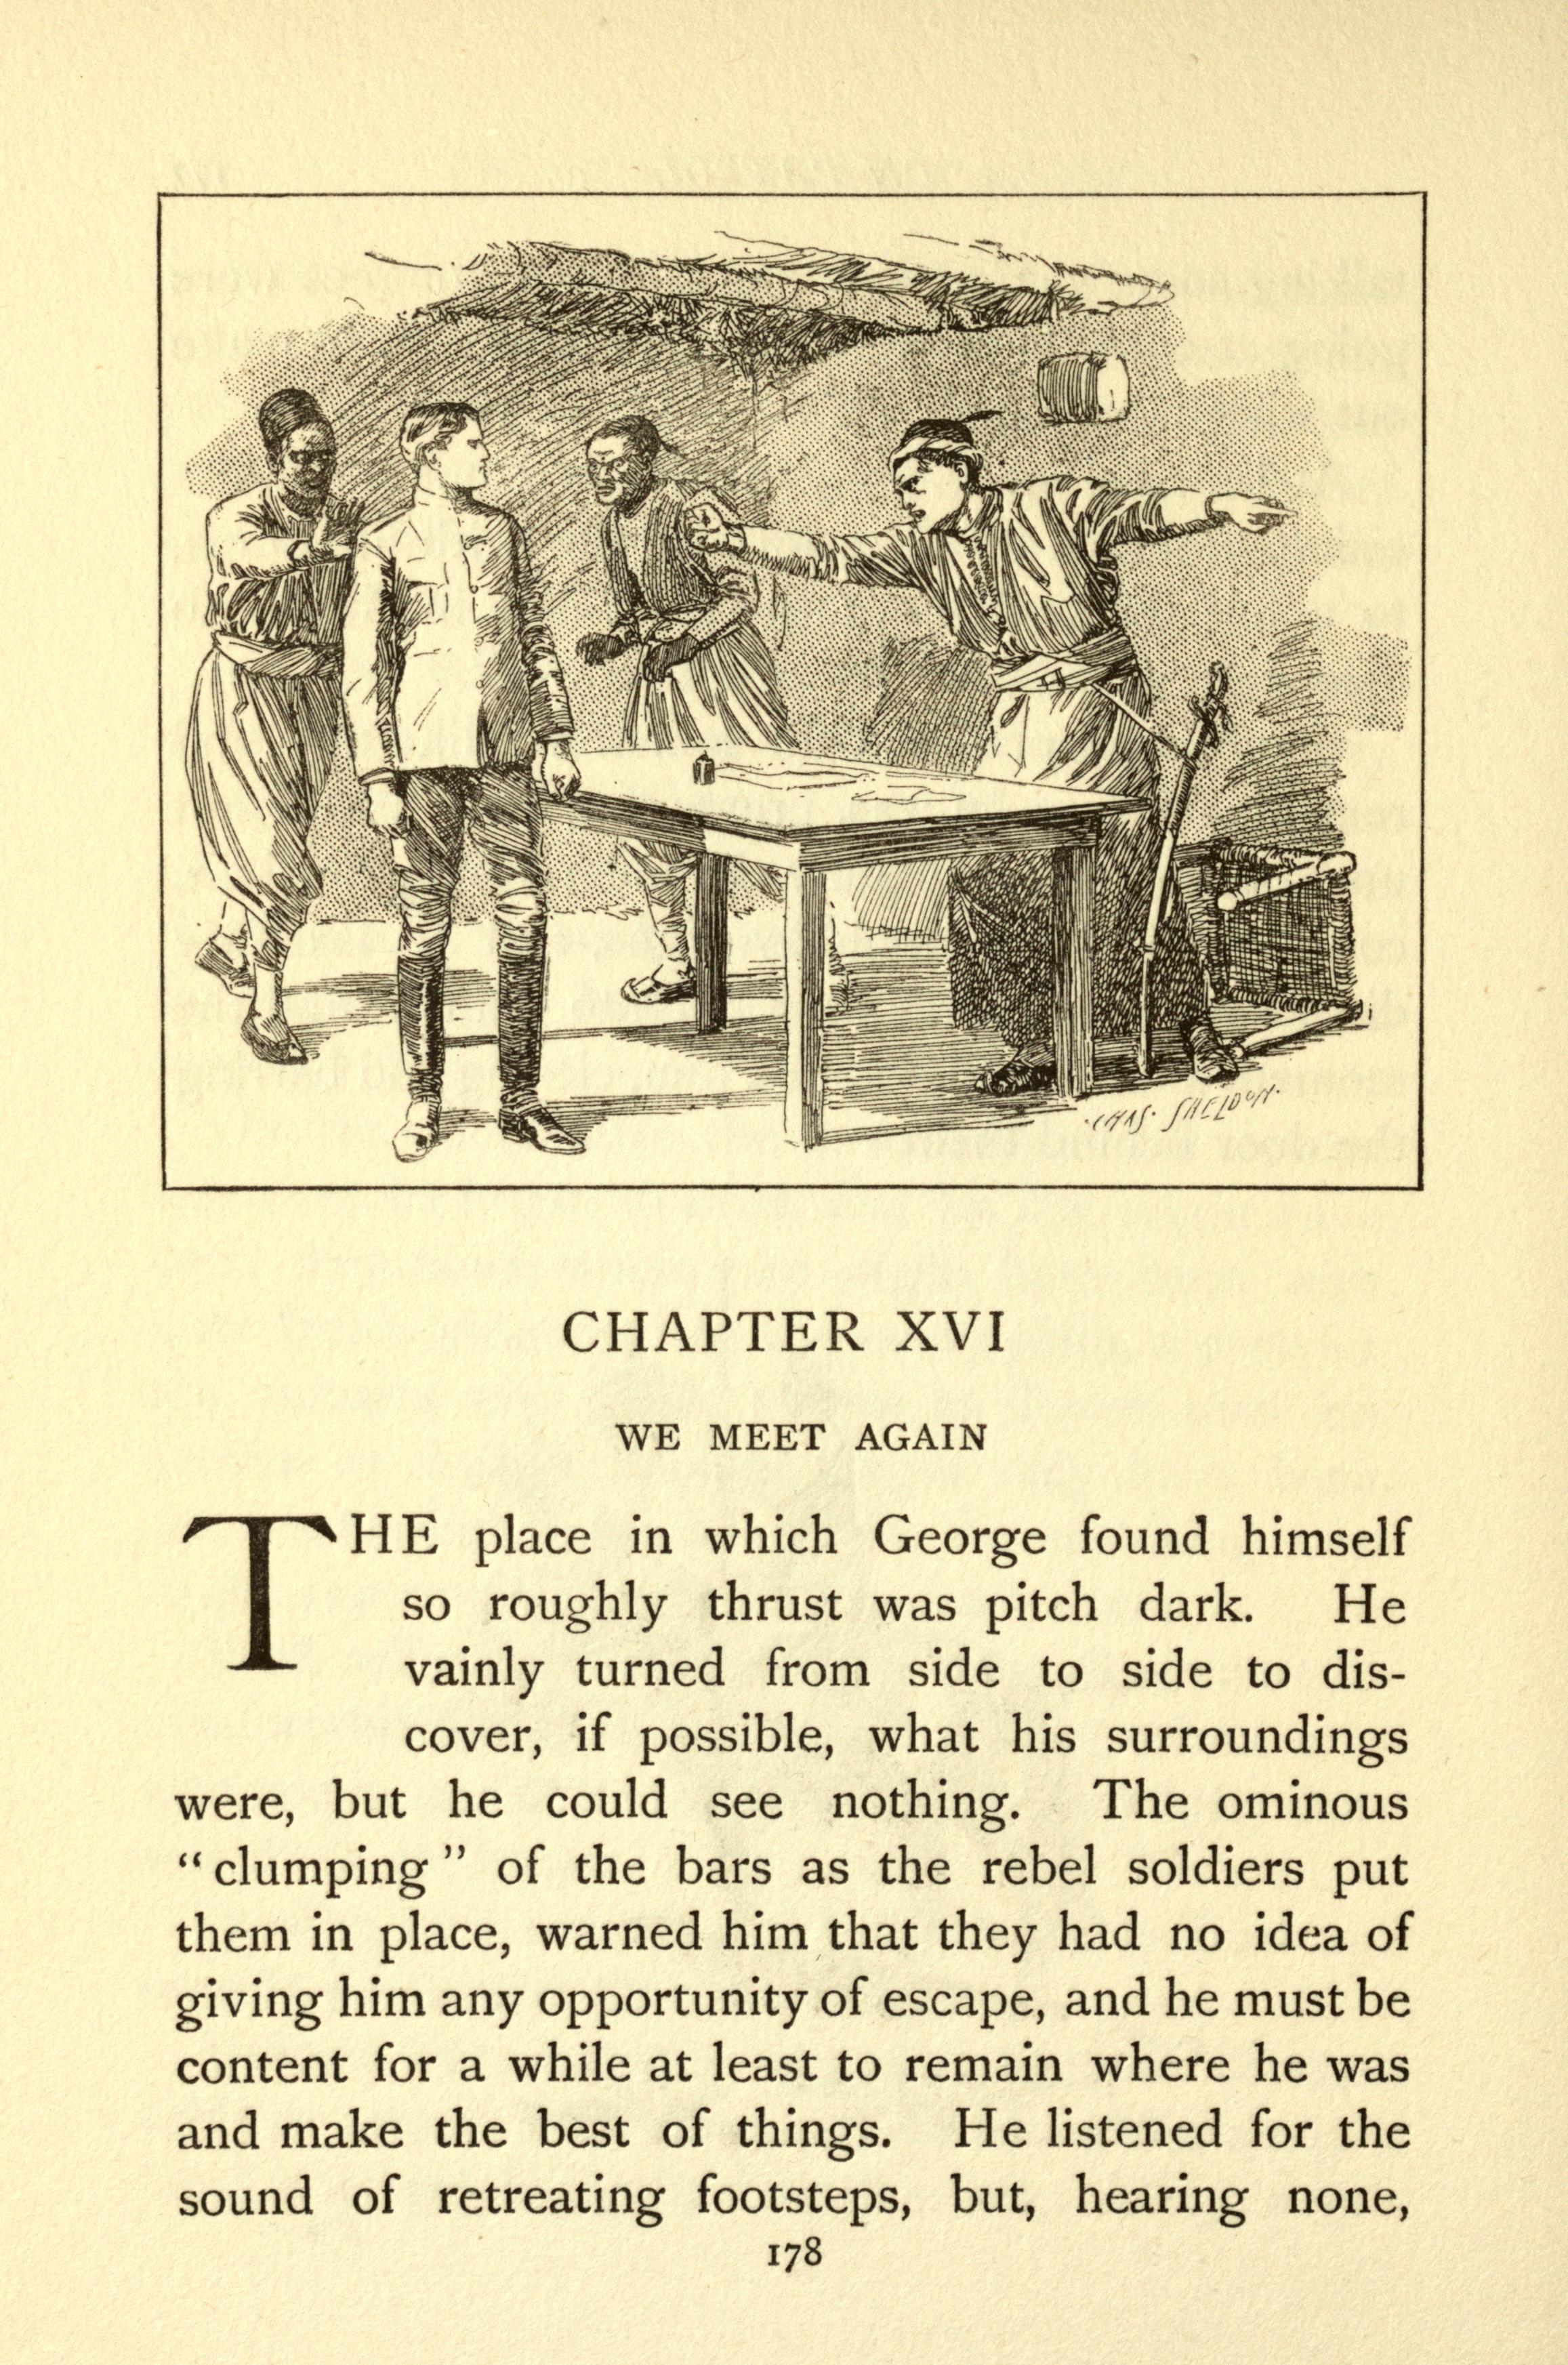 CHAS. SHELDON.
CHAPTER XVI
WE MEET AGAIN
THE place in which George found himself
so roughly thrust was pitch dark. He
vainly turned from side to side to dis-
cover, if possible, what his surroundings
were, but he could see nothing. The ominous
“clumping” of the bars as the rebel soldiers put
them in place, warned him that they had no idea of
giving him any opportunity of escape, and he must be
content for a while at least to remain where he was
and make the best of things. He listened for the
sound of retreating footsteps, but, hearing none,
178